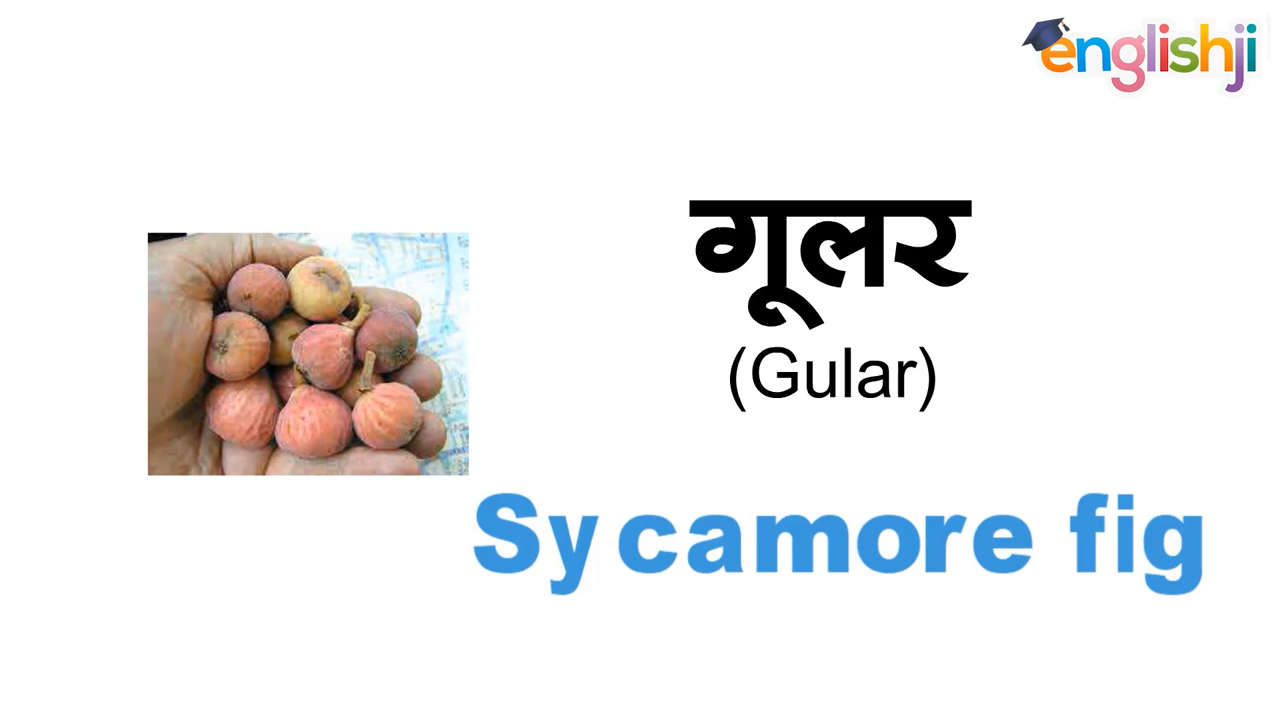 englishji
गूलर
(Gular)
Sycamore fig